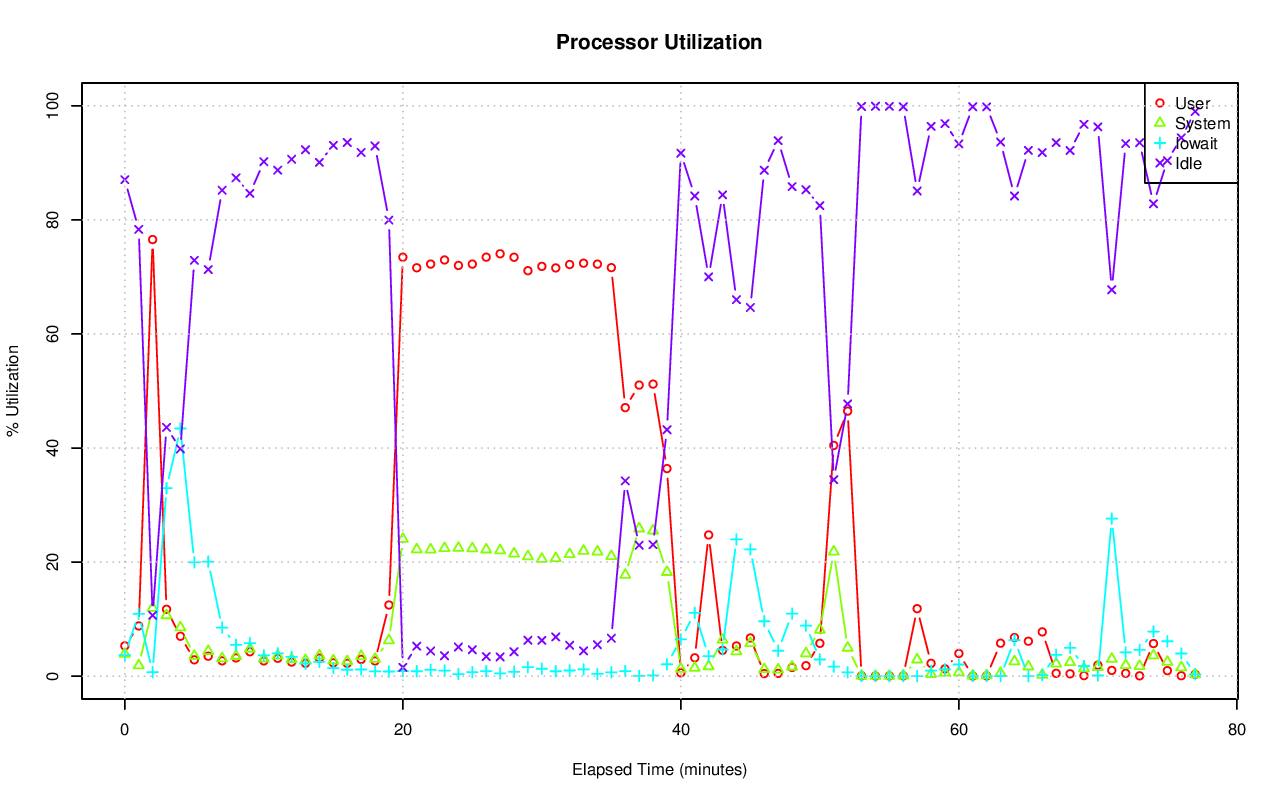 Processor Utilization
% Utilization
100
80
60
40
20
0
User
System
Iowait
Idle
0 20 40 60 80
Elapsed Time (minutes)